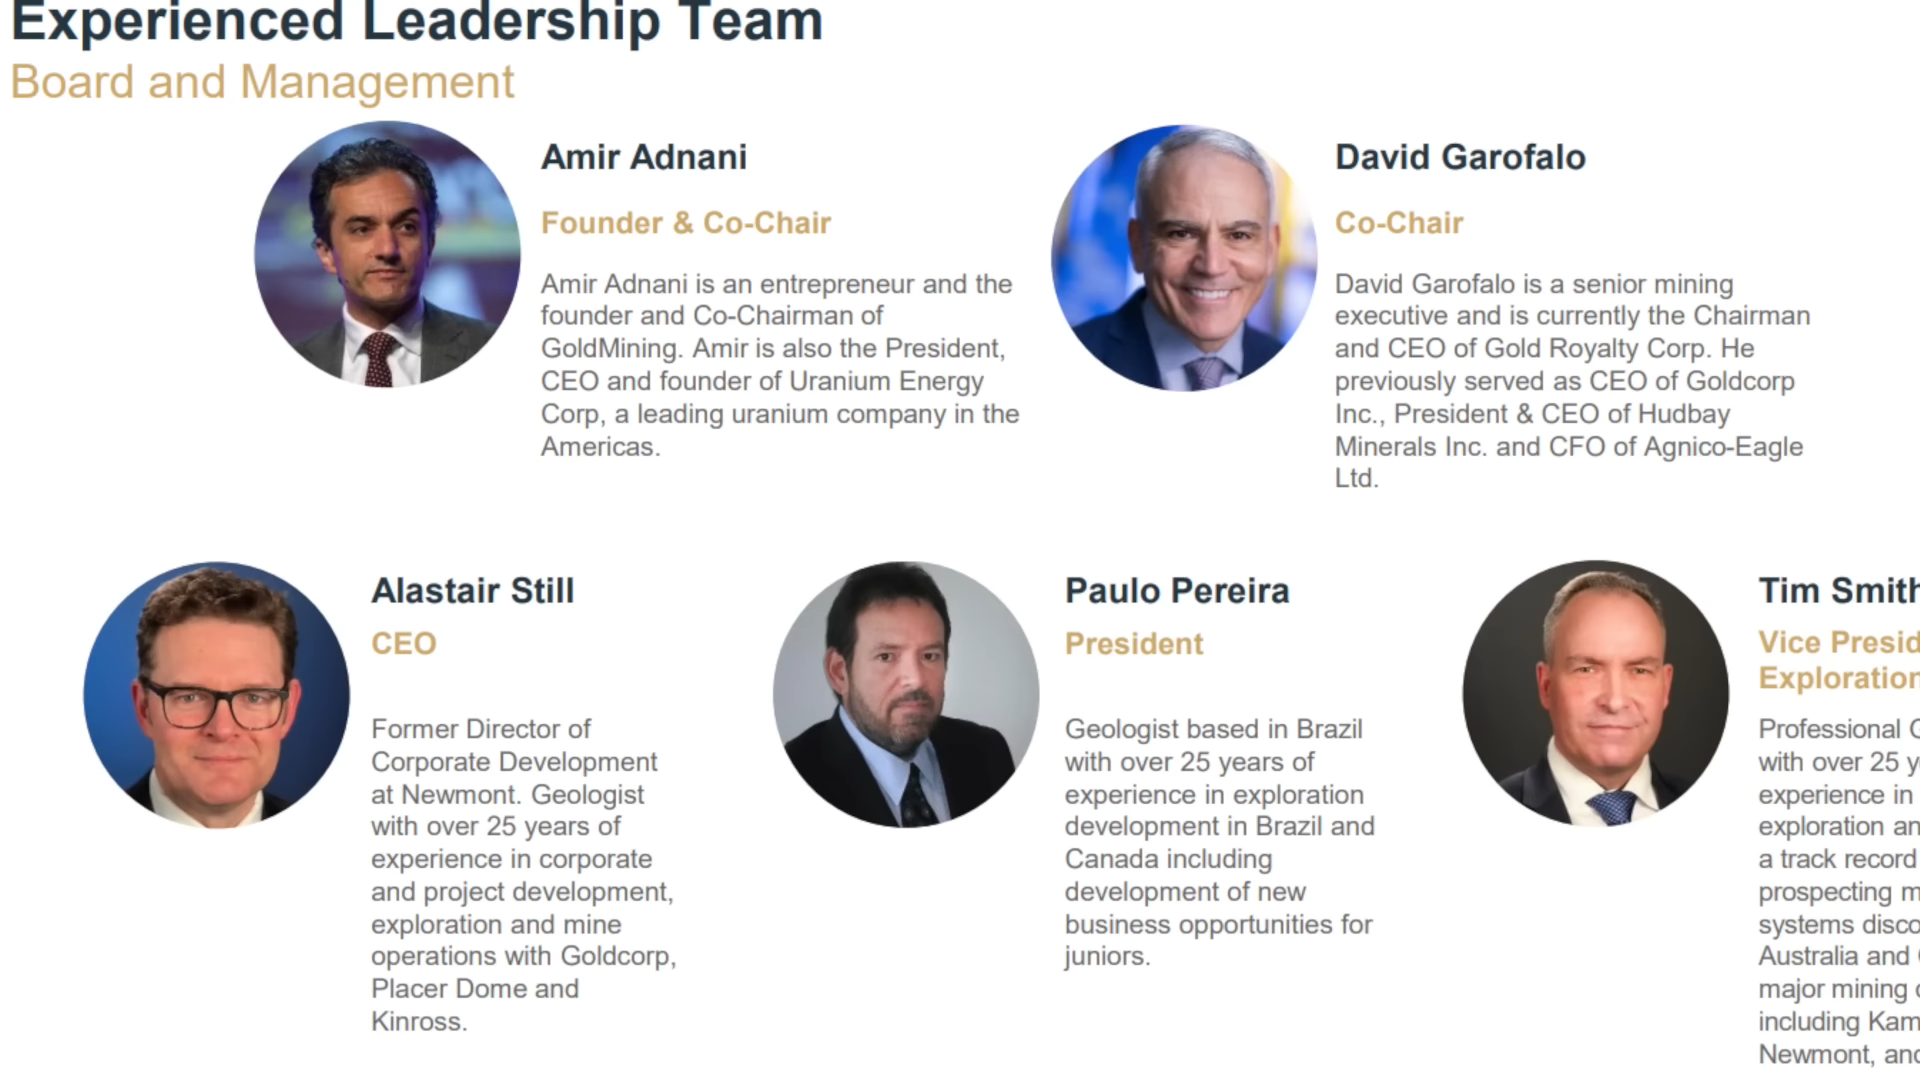 Experienced Leadership Team
Board and Management
Amir Adnani
Founder & Co-Chair
Amir Adnani is an entrepreneur and the
founder and Co-Chairman of
GoldMining. Amir is also the President,
CEO and founder of Uranium Energy
Corp, a leading uranium company in the
Americas.
David Garofalo
Co-Chair
David Garofalo is a senior mining
executive and is currently the Chairman
and CEO of Gold Royalty Corp. He
previously served as CEO of Goldcorp
Inc., President & CEO of Hudbay
Minerals Inc. and CFO of Agnico-Eagle
Ltd.
Alastair Still
CEO
Former Director of
Corporate Development
at Newmont. Geologist
with over 25 years of
experience in corporate
and project development,
exploration and mine
operations with Goldcorp,
Placer Dome and
Kinross.
Paulo Pereira
President
Geologist based in Brazil
with over 25 years of
experience in exploration
development in Brazil and
Canada including
development of new
business opportunities for
juniors.
Tim Smith
Vice
Exploration
Professional
with over 25
experience in
exploration
a track record
prospecting
systems
Australia and
major mining
including
Newmont,